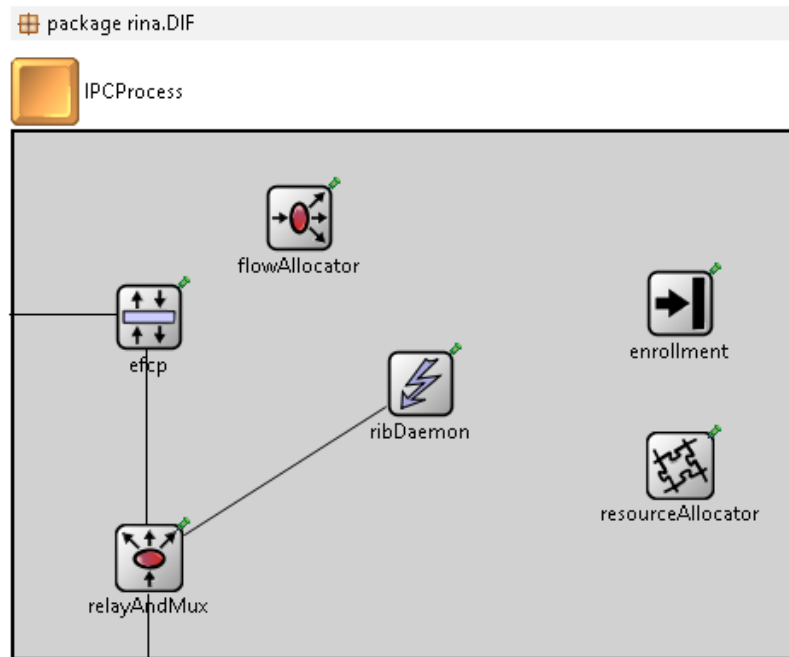 package rina.DIF
IPCProcess
flowAllocator
efcp
enrollment
ribDaemon
resourceAllocator
relayAndMux